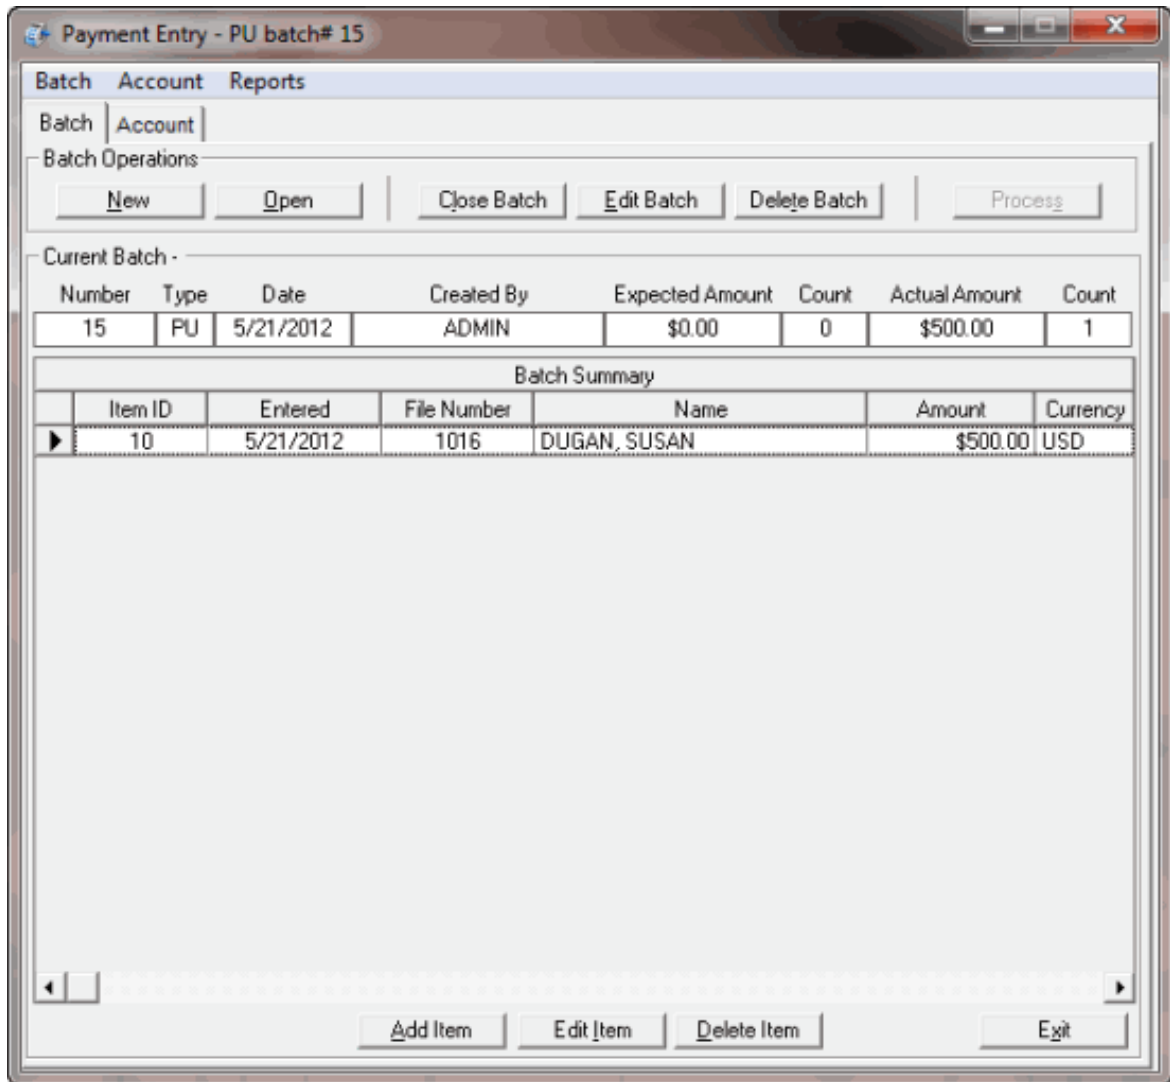 Payment Entry - PU batch# 15
Batch Account Reports
Batch Account
Batch Operations
New Open Close Batch Edit Batch Delete Batch Process
Current Batch -
Number Type Date Created By Expected Amount Count Actual Amount Count
15 PU 5/21/2012 ADMIN $0.00 0 $500.00 1
Batch Summary
Item ID Entered File Number Name Amount Currency
10 5/21/2012 1016 DUGAN, SUSAN $500.00 USD
Add Item Edit Item Delete Item Exit